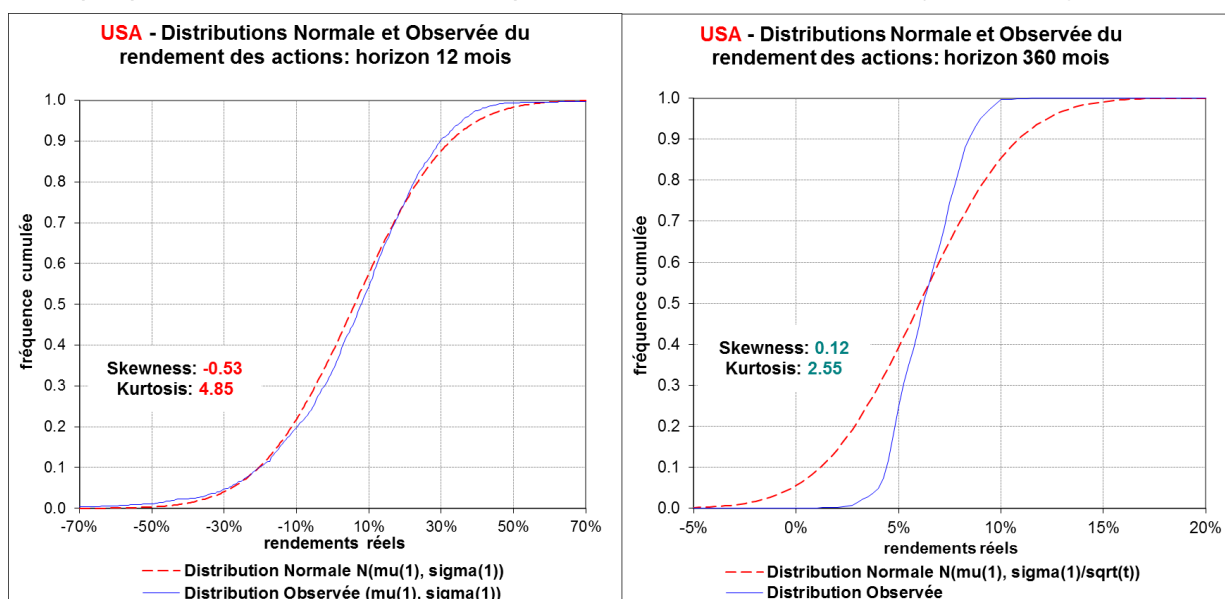 USA - Distributions Normale et Observée du
rendement des actions: horizon 12 mois
fréquence cumulée
1.0
0.9
0.8
0.7
0.6
0.5
0.4
0.3
0.2
0.1
0.0
Skewness: -0.53
Kurtosis: 4.85
-70% -50% -30% -10% 10% 30% 50% 70%
rendements réels
Distribution Normale N(mu(1), sigma(1))
Distribution Observée (mu(1), sigma(1))
USA - Distributions Normale et Observée du
rendement des actions: horizon 360 mois
fréquence cumulée
1.0
0.9
0.8
0.7
0.6
0.5
0.4
0.3
0.2
0.1
0.0
Skewness: 0.12
Kurtosis: 2.55
-5% 0% 5% 10% 15% 20%
rendements réels
Distribution Normale N(mu(1), sigma(1)/sqrt(t))
Distribution Observée